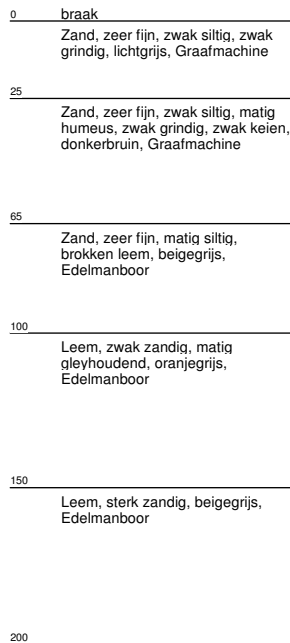 0 braak
Zand, zeer fijn, zwak siltig, zwak
grindig, lichtgrijs, Graafmachine
25
Zand, zeer fijn, zwak siltig, matig
humeus, zwak grindig, zwak keien,
donkerbruin, Graafmachine
65
Zand, zeer fijn, matig siltig,
brokken leem, beigegrijs,
Edelmanboor
100
Leem, zwak zandig, matig
gleyhoudend, oranjegrijs,
Edelmanboor
150
Leem, sterk zandig, beigegrijs,
Edelmanboor
200